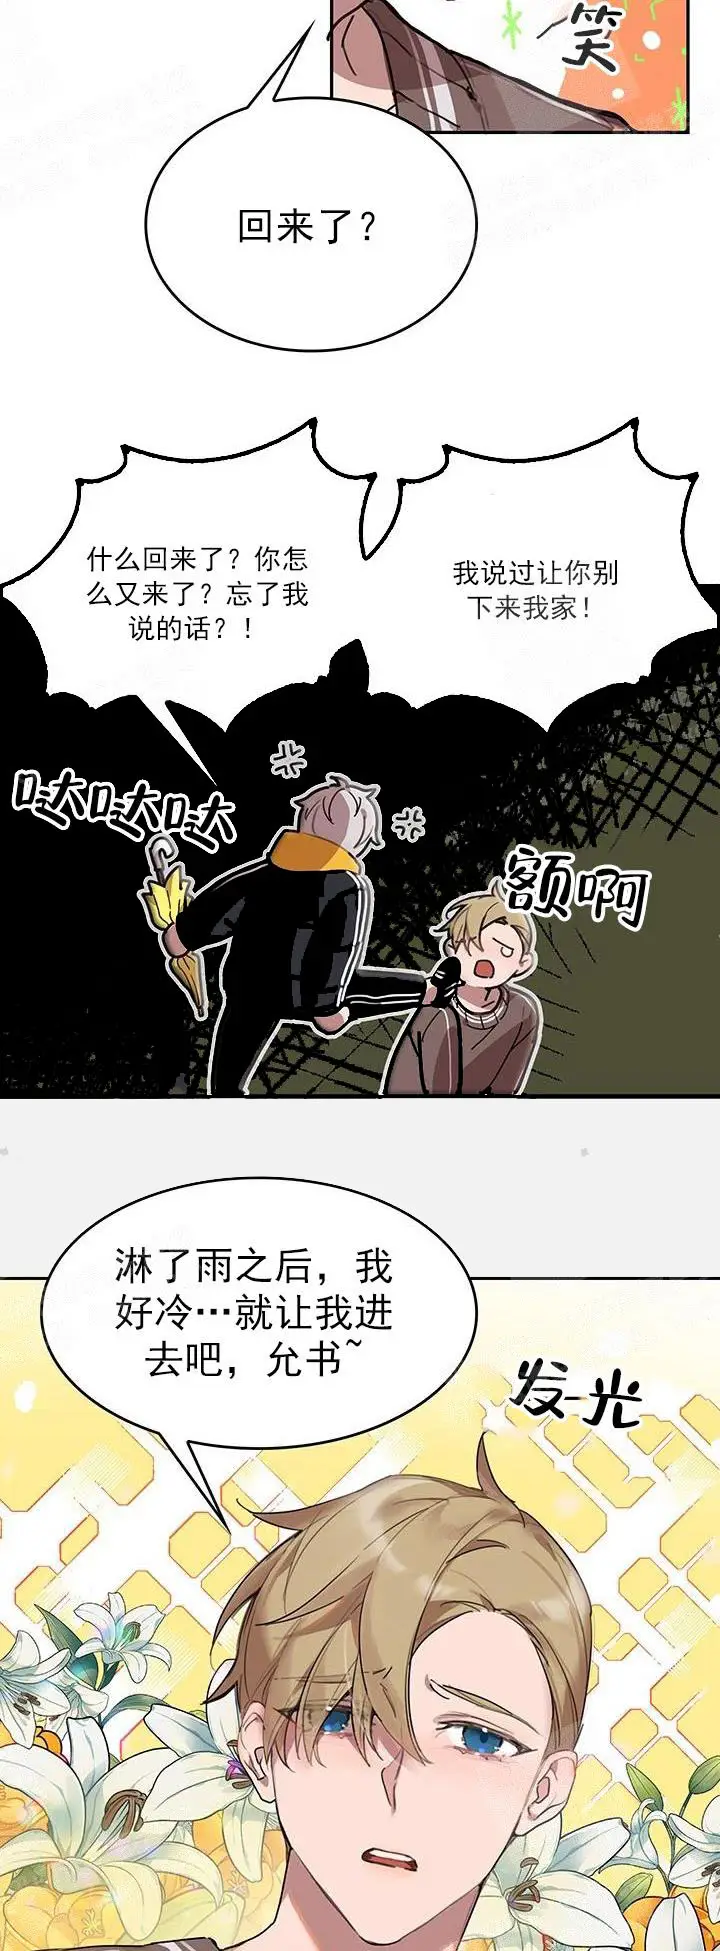 笑
回来了？
什么回来了？你怎
么又来了？忘了我
说的话？！
我说过让你别
下来我家！
哒哒哒
额啊
淋了雨之后，我
好冷…就让我进
去吧，允书~
发光